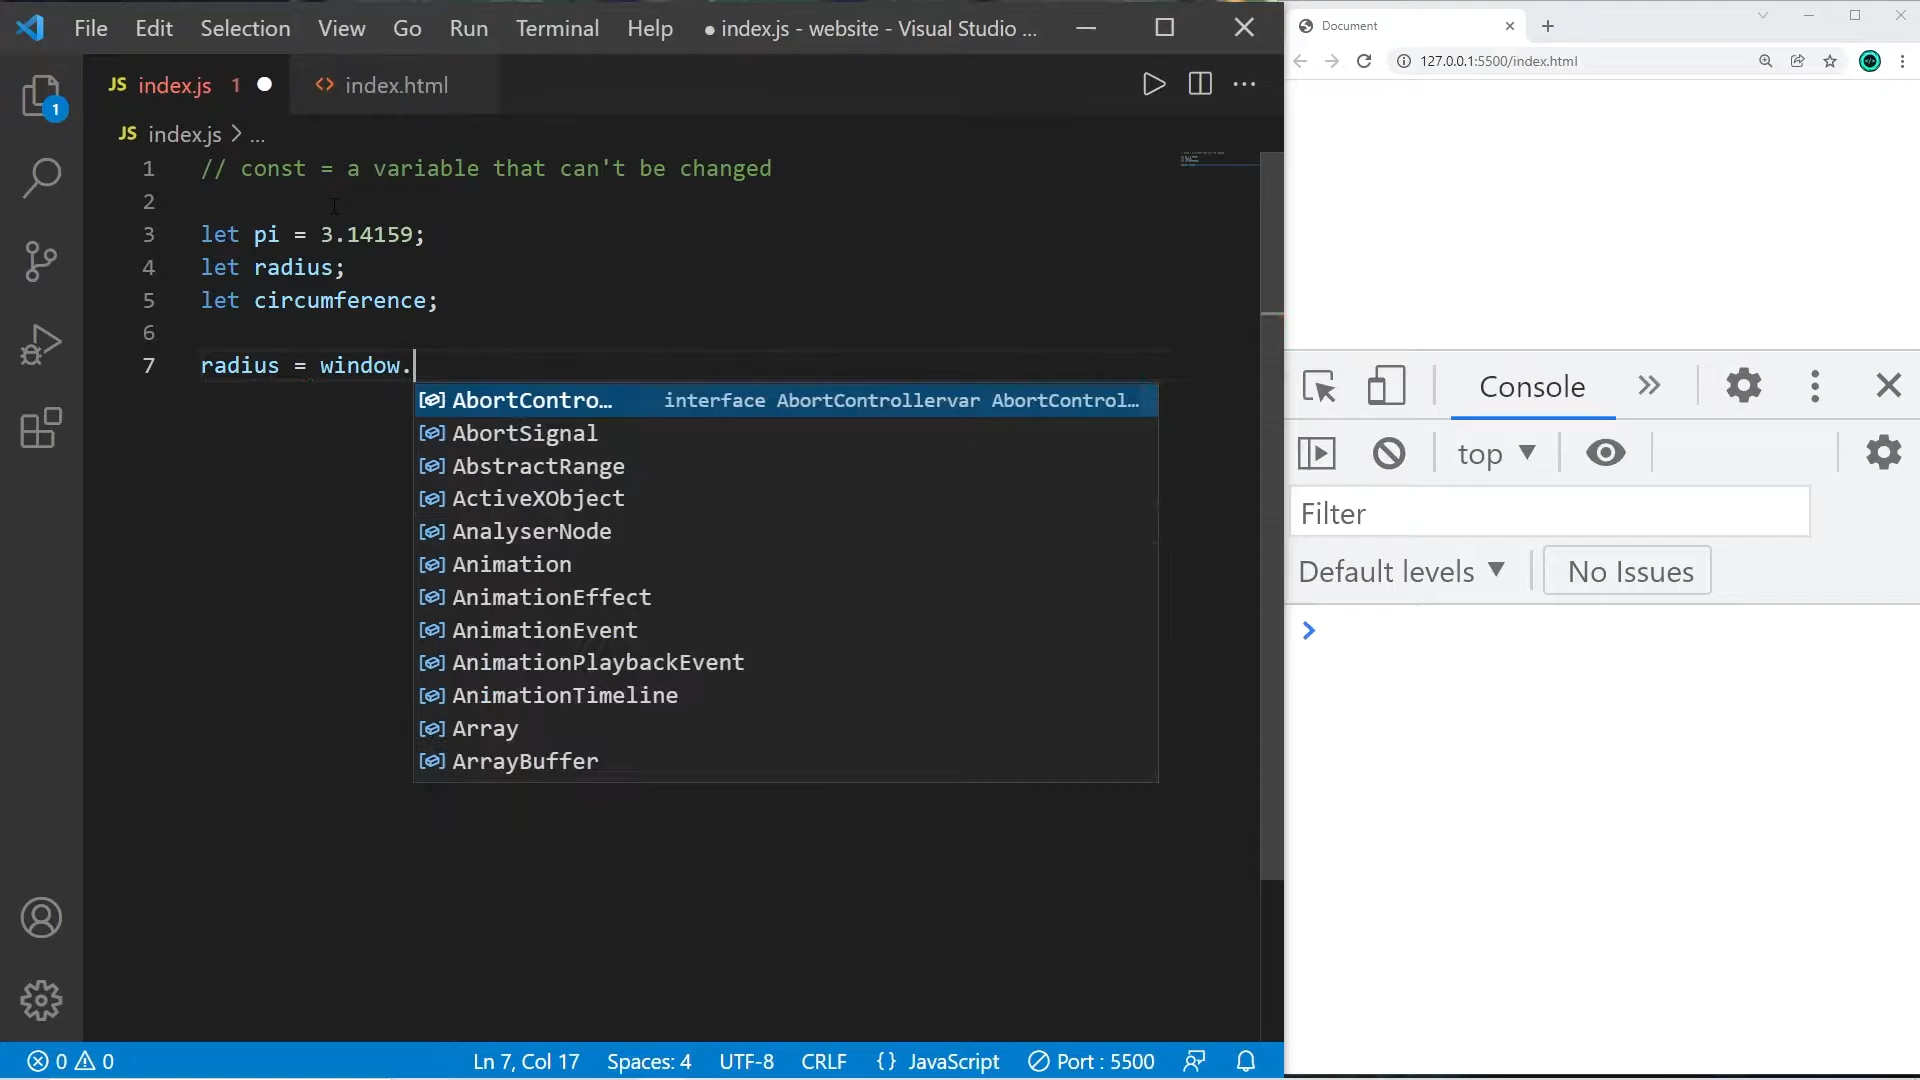 File Edit Selection View Go Run Terminal Help ● index.js - website - Visual Studio ...
JS index.js 1 ● <> index.html
JS index.js > ...
1 // const = a variable that can't be changed
2
3 let pi = 3.14159;
4 let radius;
5 let circumference;
6
7 radius = window.
AbortContro... interface AbortControllervar AbortControl...
AbortSignal
AbstractRange
ActiveXObject
AnalyserNode
Animation
AnimationEffect
AnimationEvent
AnimationPlaybackEvent
AnimationTimeline
Array
ArrayBuffer
1
0 0 Ln 7, Col 17 Spaces: 4 UTF-8 CRLF {} JavaScript Port : 5500
Document
127.0.0.1:5500/index.html
Console
top
Filter
Default levels No Issues